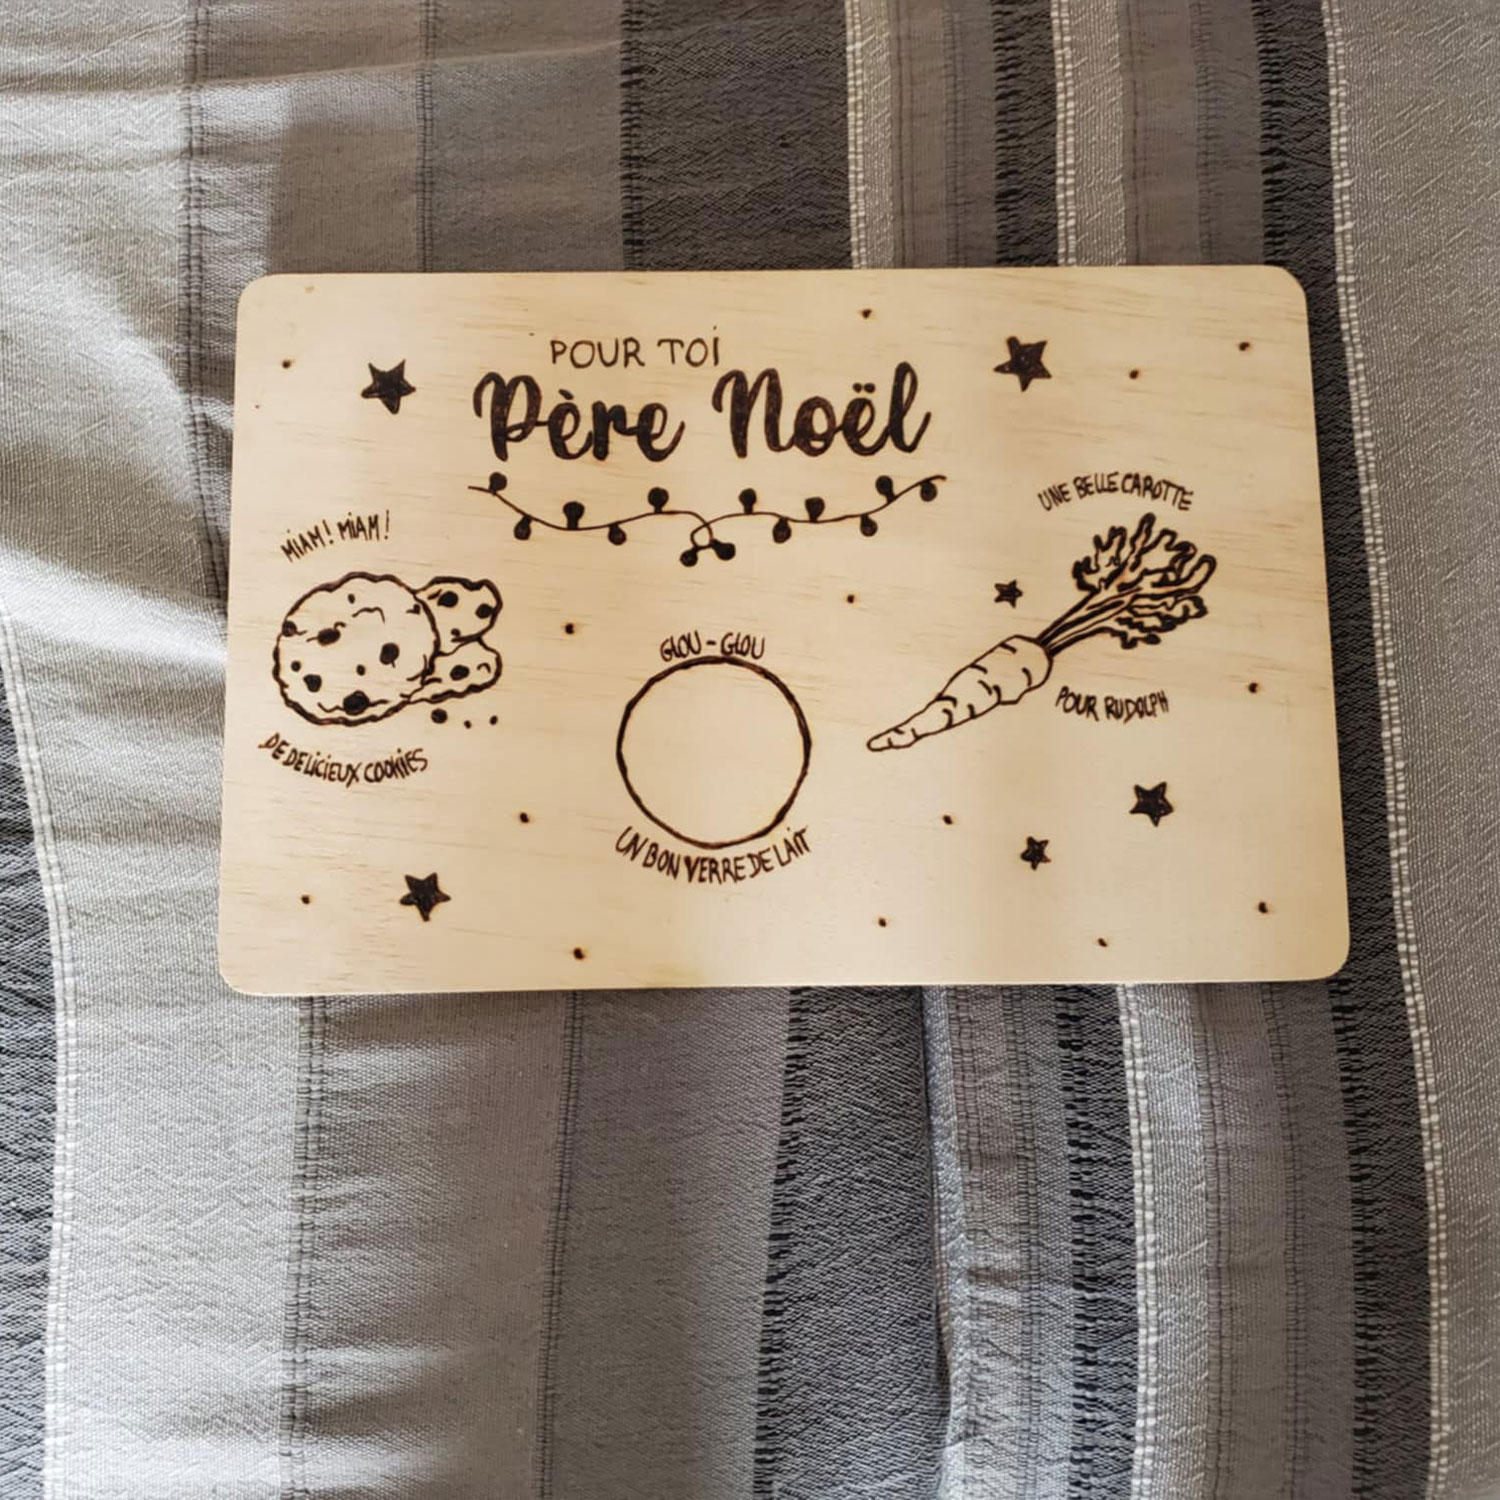 POUR TOI
Père Noël
MIAM! MIAM!
DE DELICIEUX COOKIES
GLOU-GLOU
UN BON VERRE DE LAIT
UNE BELLE CAROTTE
POUR RUDOLPH